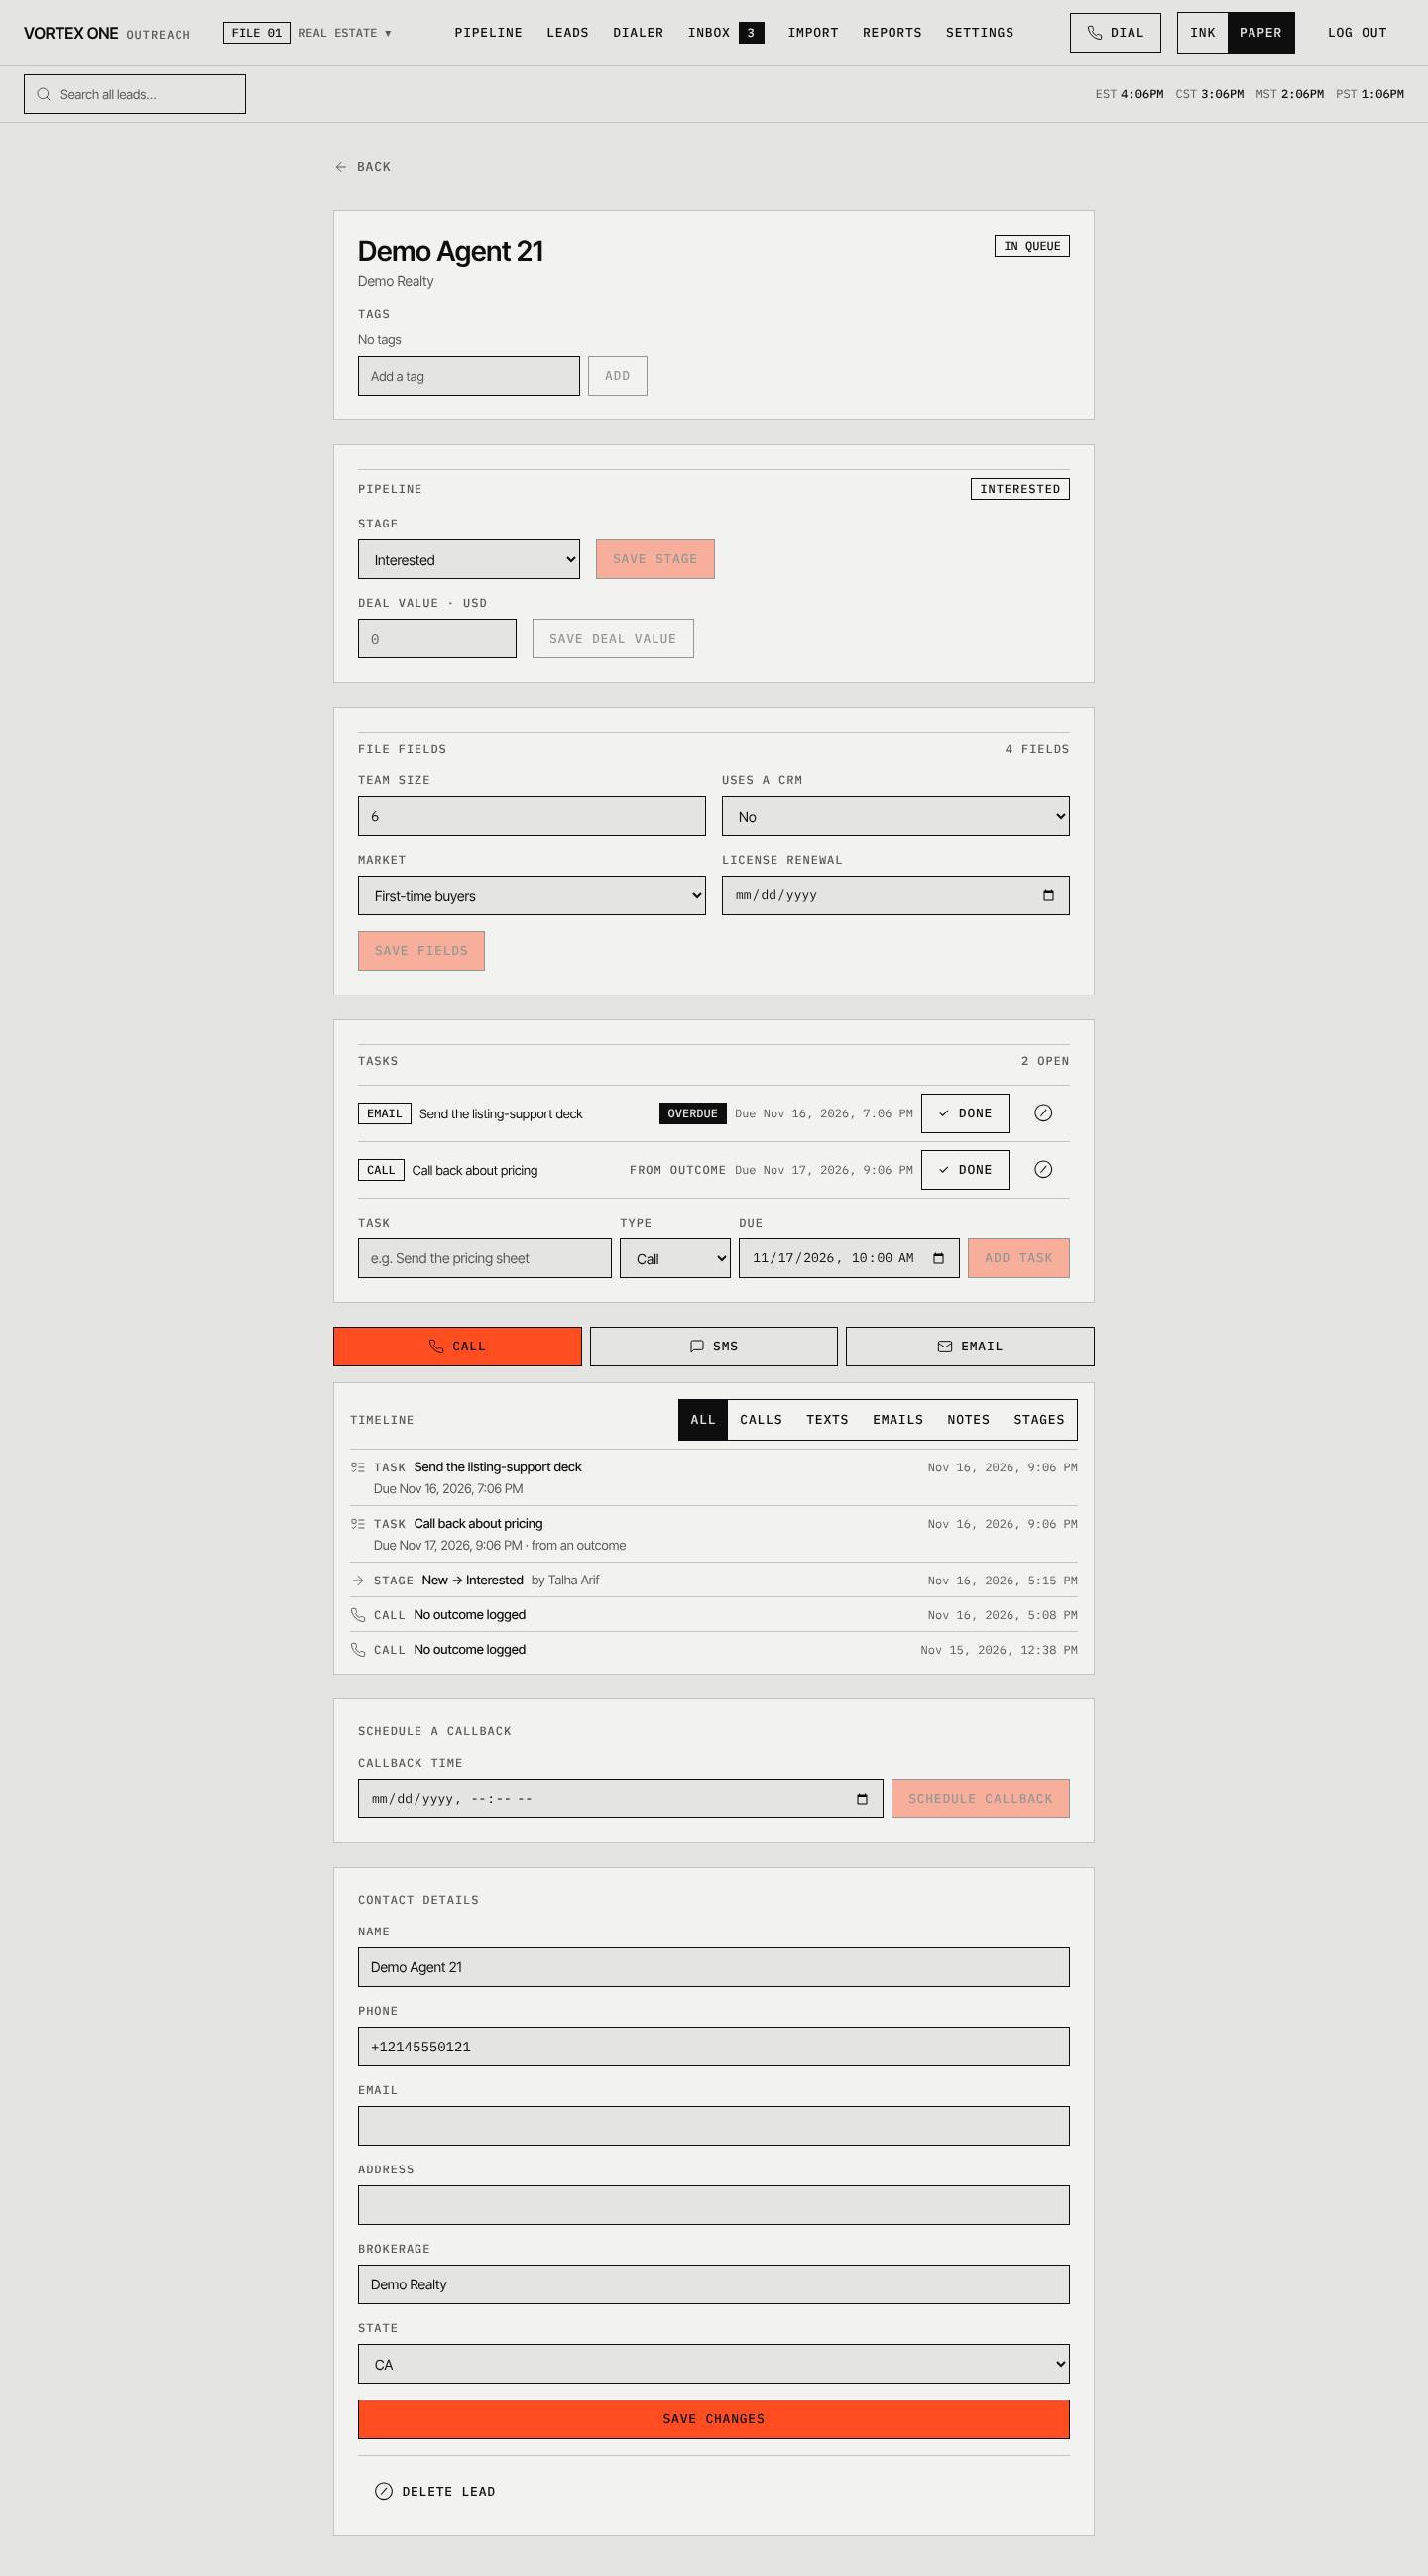 VORTEX ONE OUTREACH FILE 01 REAL ESTATE ▾ PIPELINE LEADS DIALER INBOX 3 IMPORT REPORTS SETTINGS DIAL INK PAPER LOG OUT
Search all leads... EST 4:06PM CST 3:06PM MST 2:06PM PST 1:06PM
← BACK
Demo Agent 21 IN QUEUE
Demo Realty
TAGS
No tags
Add a tag ADD
PIPELINE INTERESTED
STAGE
Interested SAVE STAGE
DEAL VALUE · USD
0 SAVE DEAL VALUE
FILE FIELDS 4 FIELDS
TEAM SIZE USES A CRM
6 No
MARKET LICENSE RENEWAL
First-time buyers mm/dd/yyyy
SAVE FIELDS
TASKS 2 OPEN
EMAIL Send the listing-support deck OVERDUE Due Nov 16, 2026, 7:06 PM ✓ DONE
CALL Call back about pricing FROM OUTCOME Due Nov 17, 2026, 9:06 PM ✓ DONE
TASK TYPE DUE
e.g. Send the pricing sheet Call 11/17/2026, 10:00 AM ADD TASK
CALL SMS EMAIL
TIMELINE ALL CALLS TEXTS EMAILS NOTES STAGES
TASK Send the listing-support deck Nov 16, 2026, 9:06 PM
Due Nov 16, 2026, 7:06 PM
TASK Call back about pricing Nov 16, 2026, 9:06 PM
Due Nov 17, 2026, 9:06 PM · from an outcome
→ STAGE New → Interested by Talha Arif Nov 16, 2026, 5:15 PM
CALL No outcome logged Nov 16, 2026, 5:08 PM
CALL No outcome logged Nov 15, 2026, 12:38 PM
SCHEDULE A CALLBACK
CALLBACK TIME
mm/dd/yyyy, --:-- -- SCHEDULE CALLBACK
CONTACT DETAILS
NAME
Demo Agent 21
PHONE
+12145550121
EMAIL
ADDRESS
BROKERAGE
Demo Realty
STATE
CA
SAVE CHANGES
DELETE LEAD